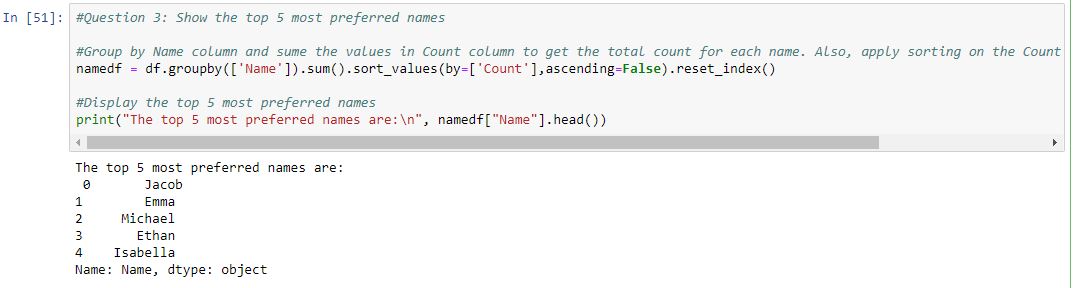 In [51]: #Question 3: Show the top 5 most preferred names
#Group by Name column and sume the values in Count column to get the total count for each name. Also, apply sorting on the Count
namedf = df.groupby(['Name']).sum().sort_values(by=['Count'],ascending=False).reset_index()
#Display the top 5 most preferred names
print("The top 5 most preferred names are:\n", namedf["Name"].head())
The top 5 most preferred names are:
 0       Jacob
1        Emma
2     Michael
3       Ethan
4    Isabella
Name: Name, dtype: object